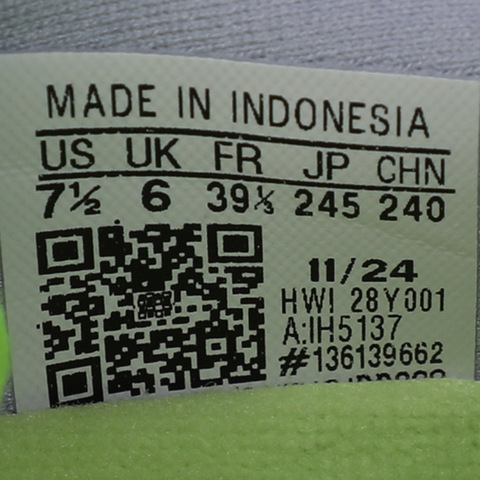 MADE IN INDONESIA
US UK FR JP CHN
7½ 6 39⅓ 245 240
11/24
HWI 28Y001
A:IH5137
#136139662